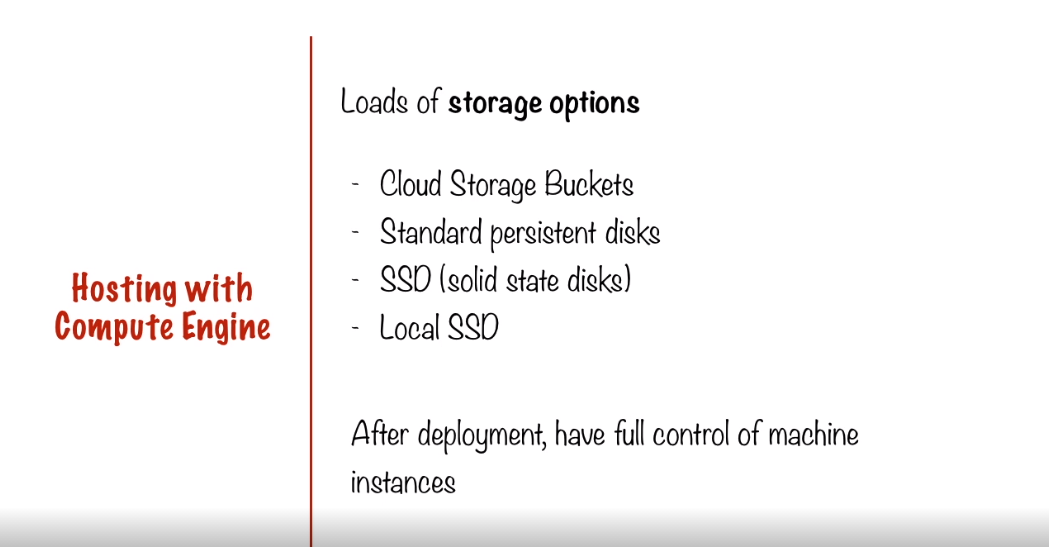 Hosting with
Compute Engine
Loads of storage options
- Cloud Storage Buckets
- Standard persistent disks
- SSD (solid state disks)
- Local SSD
After deployment, have full control of machine
instances